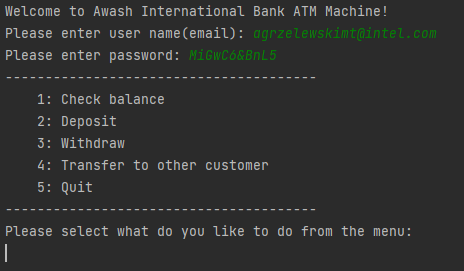 Welcome to Awash International Bank ATM Machine!
Please enter user name(email): agrzelewskimt@intel.com
Please enter password: MiGwC6&BnL5
---------------------------------------
1: Check balance
2: Deposit
3: Withdraw
4: Transfer to other customer
5: Quit
---------------------------------------
Please select what do you like to do from the menu: